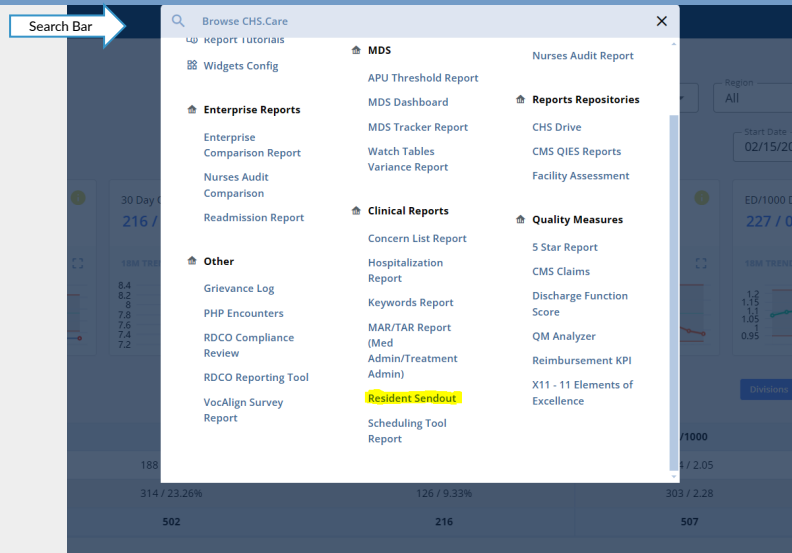 Search Bar
Browse CHS.Care
Report Tutorials
Widgets Config
Enterprise Reports
Enterprise
Comparison Report
Nurses Audit
Comparison
Readmission Report
Other
Grievance Log
PHP Encounters
RDCO Compliance
Review
RDCO Reporting Tool
VocAlign Survey
Report
MDS
APU Threshold Report
MDS Dashboard
MDS Tracker Report
Watch Tables
Variance Report
Clinical Reports
Concern List Report
Hospitalization
Report
Keywords Report
MAR/TAR Report
(Med
Admin/Treatment
Admin)
Resident Sendout
Scheduling Tool
Report
Nurses Audit Report
Reports Repositories
CHS Drive
CMS QIES Reports
Facility Assessment
Quality Measures
5 Star Report
CMS Claims
Discharge Function
Score
QM Analyzer
Reimbursement KPI
X11 - 11 Elements of
Excellence
Region
All
Start Date
02/15/20
30 Day
216 /
18M TREN
8.4
8.2
8
7.8
7.6
7.4
7.2
ED/1000 D
227 / 0
18M TREND
1.2
1.15
1.1
1.05
1
0.95
Divisions
/1000
188
/ 2.05
314 / 23.26%
126 / 9.33%
303 / 2.28
502
216
507